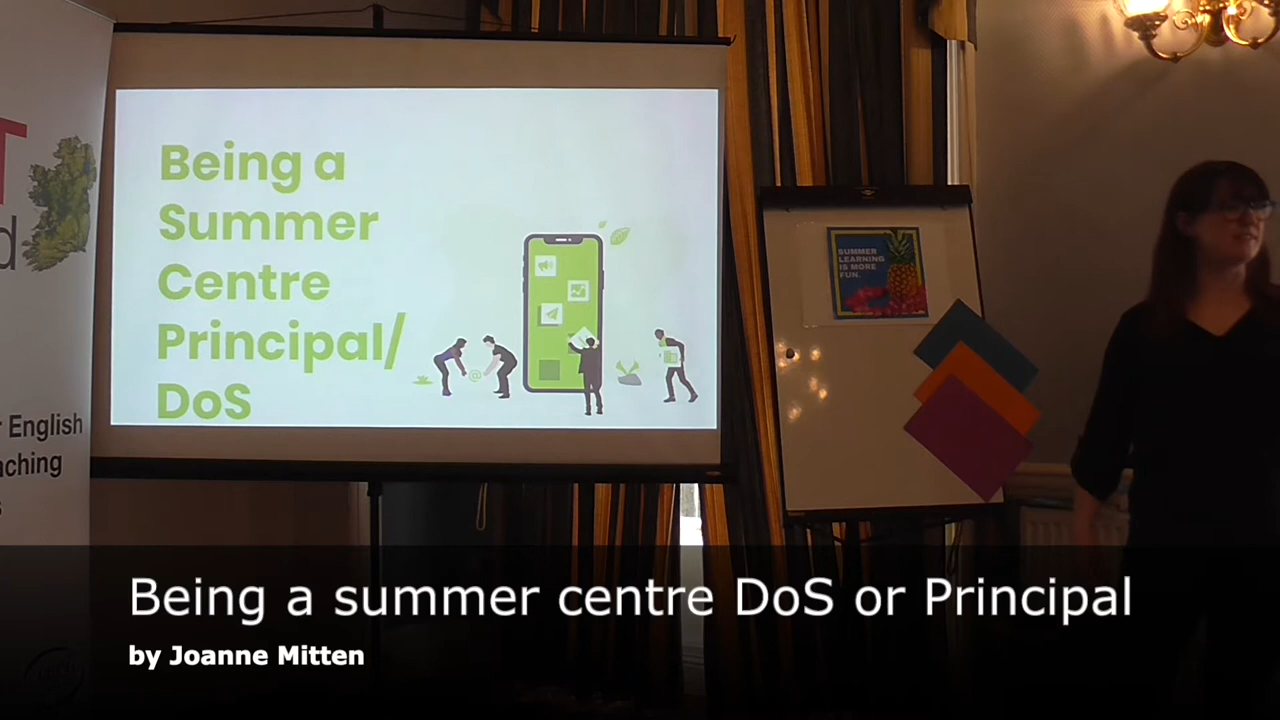 T
d
r English
aching
s
Being a
Summer
Centre
Principal/
DoS
@
SUMMER
LEARNING
IS MORE
FUN.
Being a summer centre DoS or Principal
by Joanne Mitten